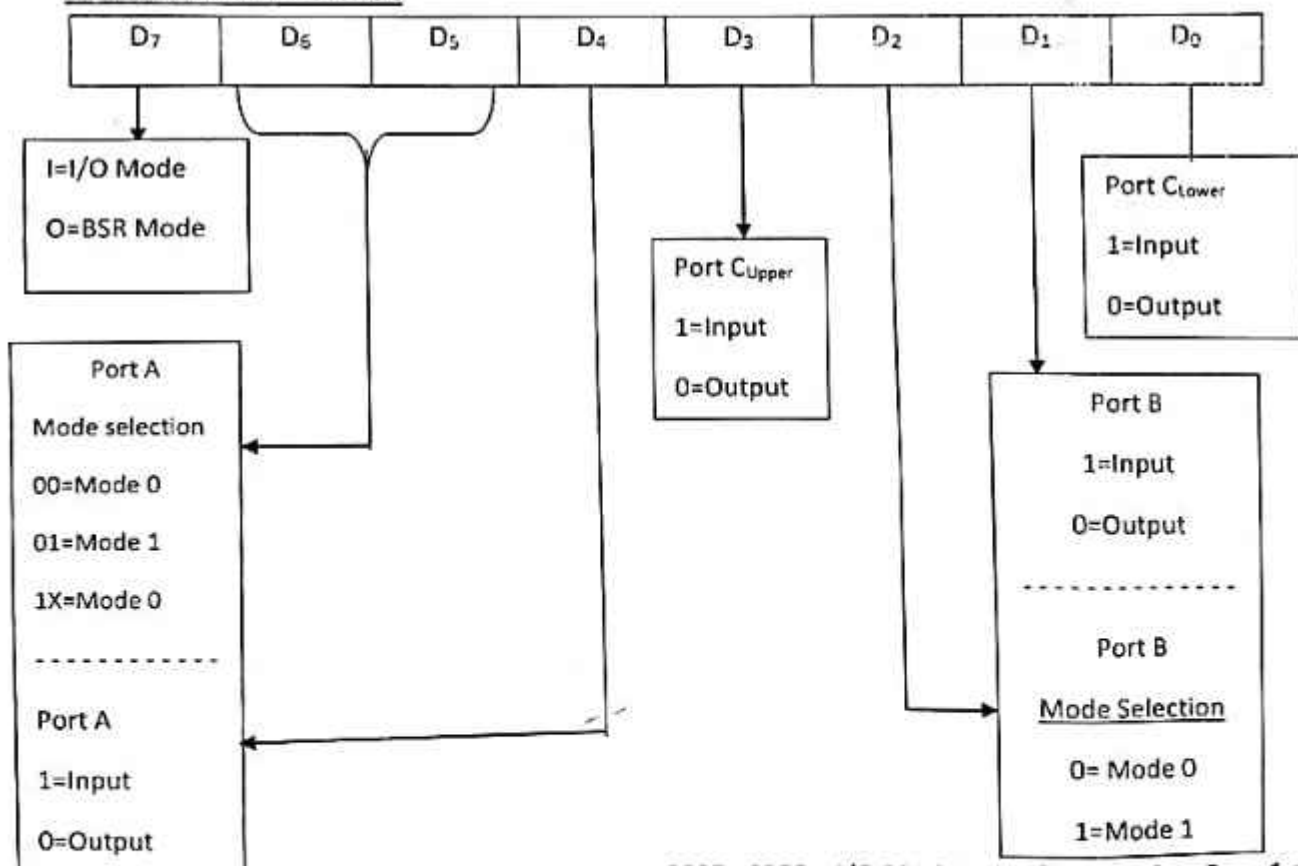 D7 D6 D5 D4 D3 D2 D1 D0
I=I/O Mode
O=BSR Mode
Port CUpper
1=Input
0=Output
Port CLower
1=Input
0=Output
Port A
Mode selection
00=Mode 0
01=Mode 1
1X=Mode 0
Port A
1=Input
0=Output
Port B
1=Input
0=Output
Port B
Mode Selection
0= Mode 0
1=Mode 1